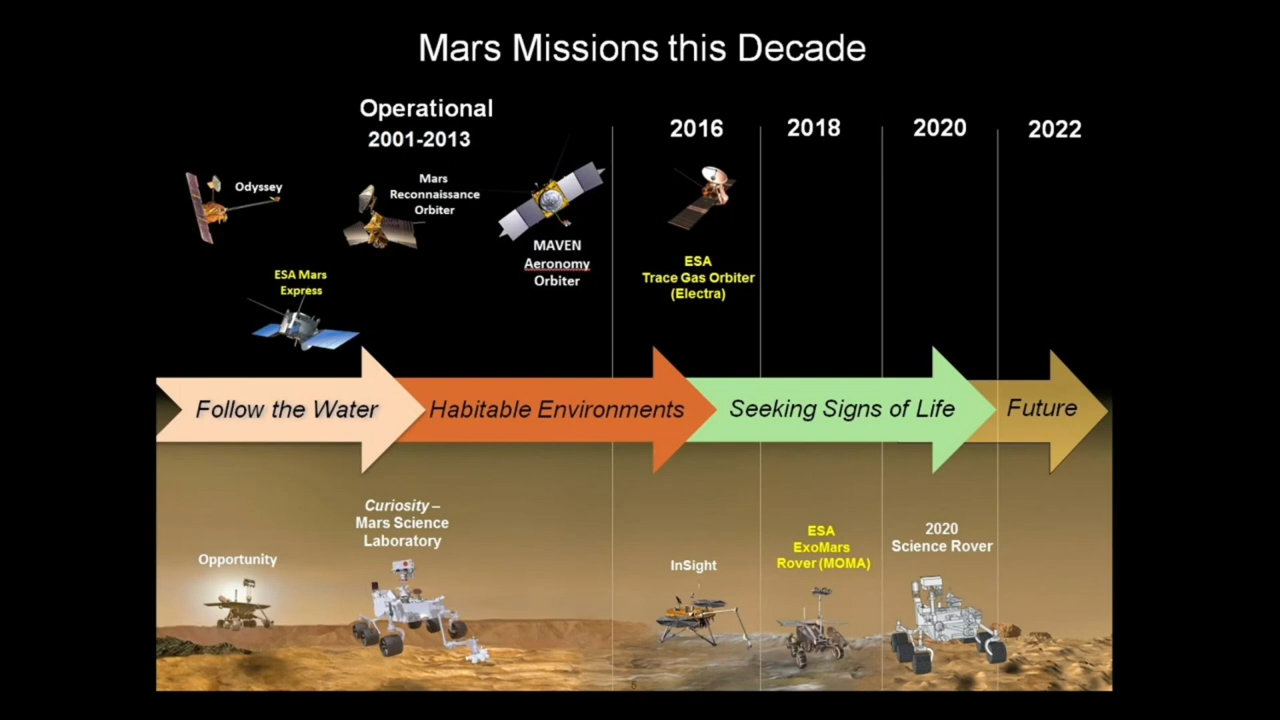 Mars Missions this Decade
Operational
2001-2013
2016
2018
2020
2022
Odyssey
Mars
Reconnaissance
Orbiter
MAVEN
Aeronomy
Orbiter
ESA Mars
Express
ESA
Trace Gas Orbiter
(Electra)
Follow the Water
Habitable Environments
Seeking Signs of Life
Future
Opportunity
Curiosity –
Mars Science
Laboratory
InSight
ESA
ExoMars
Rover (MOMA)
2020
Science Rover